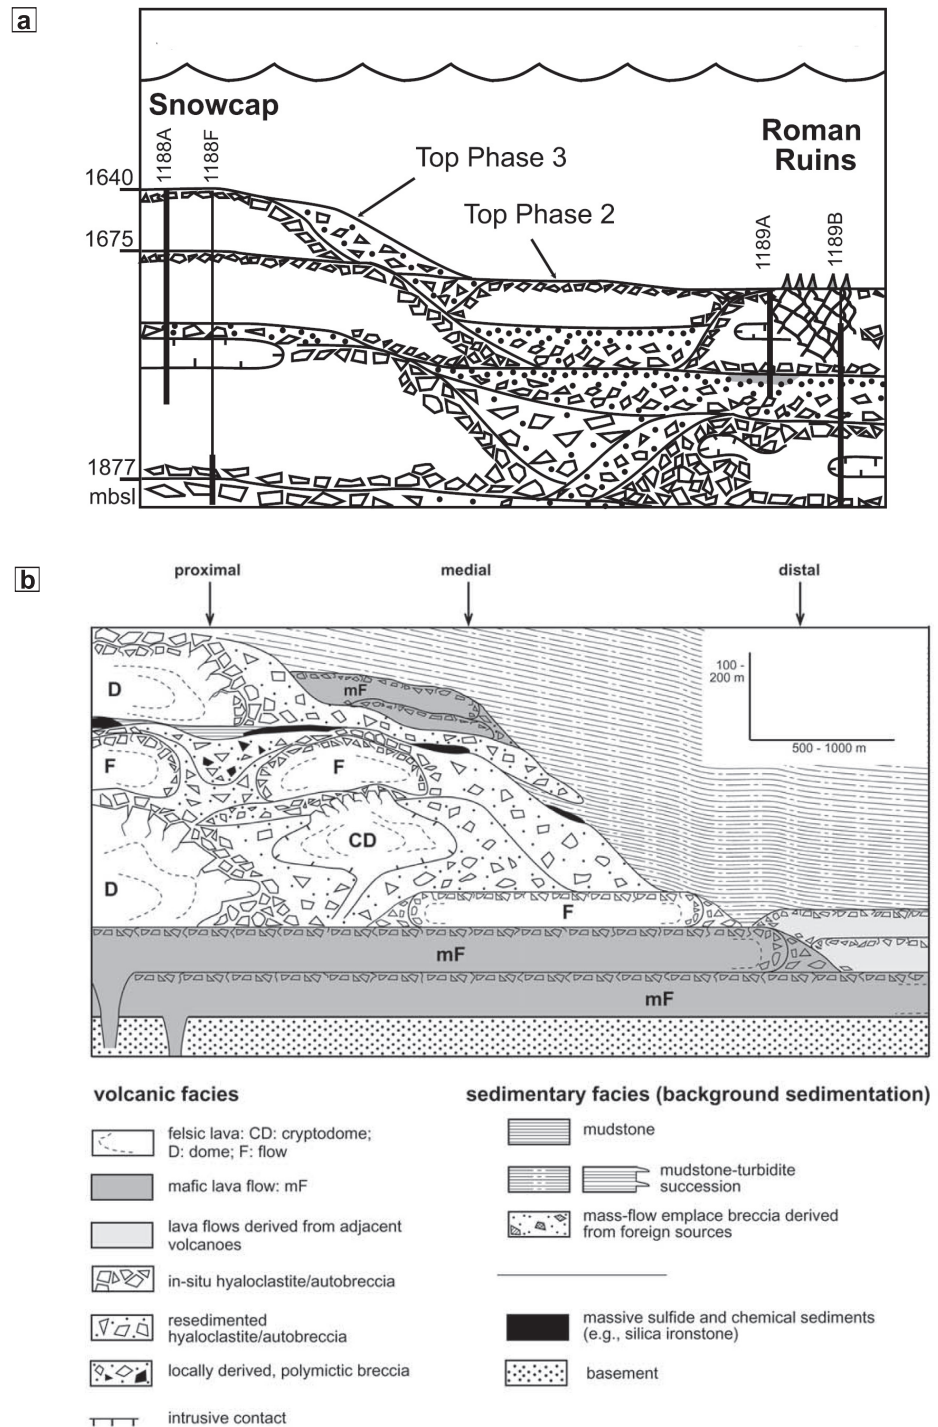 a
Snowcap
1188A
1188F
Roman
Ruins
Top Phase 3
1640
Top Phase 2
1675
1189A
1189B
1877
mbsl
b
proximal
medial
distal
D
mF
100 -
200 m
500 - 1000 m
F
F
CD
D
F
mF
mF
volcanic facies
felsic lava: CD: cryptodome;
D: dome; F: flow
mafic lava flow: mF
lava flows derived from adjacent
volcanoes
in-situ hyaloclastite/autobreccia
resedimented
hyaloclastite/autobreccia
locally derived, polymictic breccia
intrusive contact
sedimentary facies (background sedimentation)
mudstone
mudstone-turbidite
succession
mass-flow emplace breccia derived
from foreign sources
massive sulfide and chemical sediments
(e.g., silica ironstone)
basement